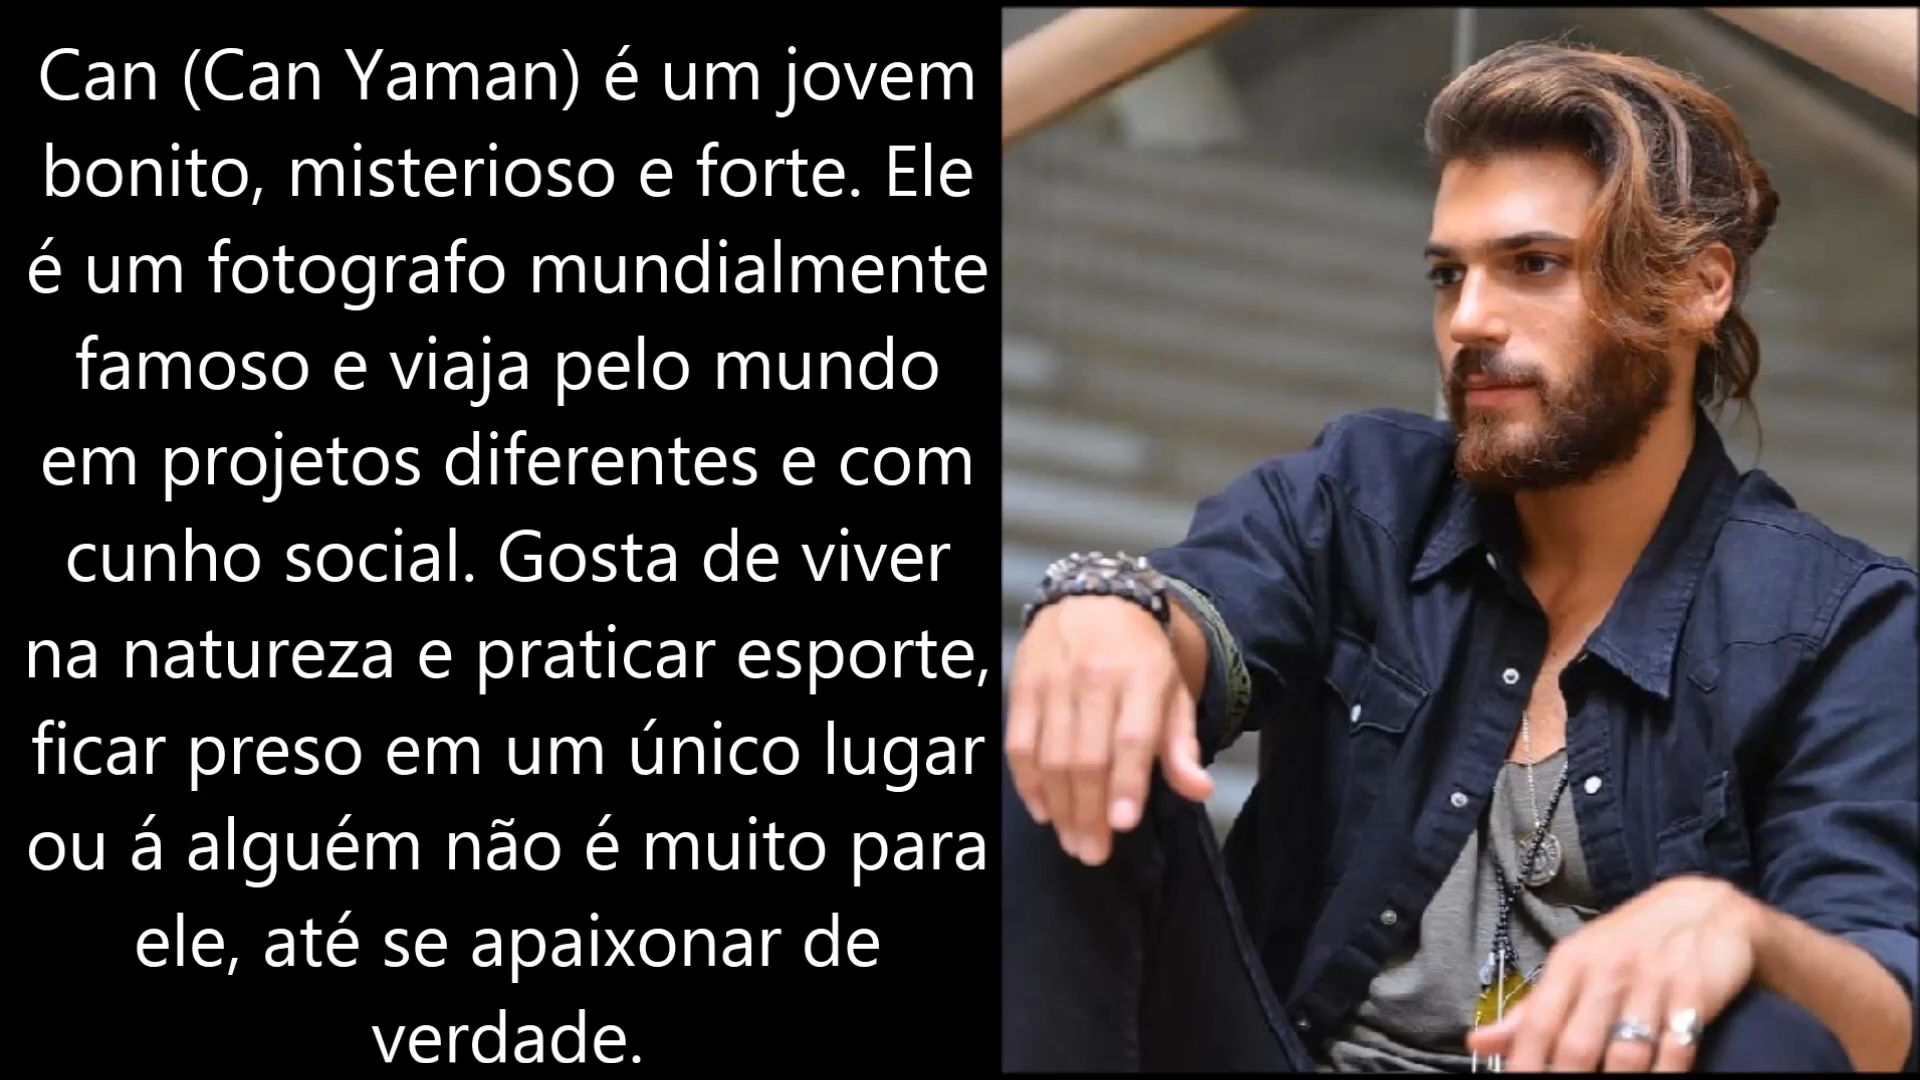 Can (Can Yaman) é um jovem
bonito, misterioso e forte. Ele
é um fotografo mundialmente
famoso e viaja pelo mundo
em projetos diferentes e com
cunho social. Gosta de viver
na natureza e praticar esporte,
ficar preso em um único lugar
ou á alguém não é muito para
ele, até se apaixonar de
verdade.